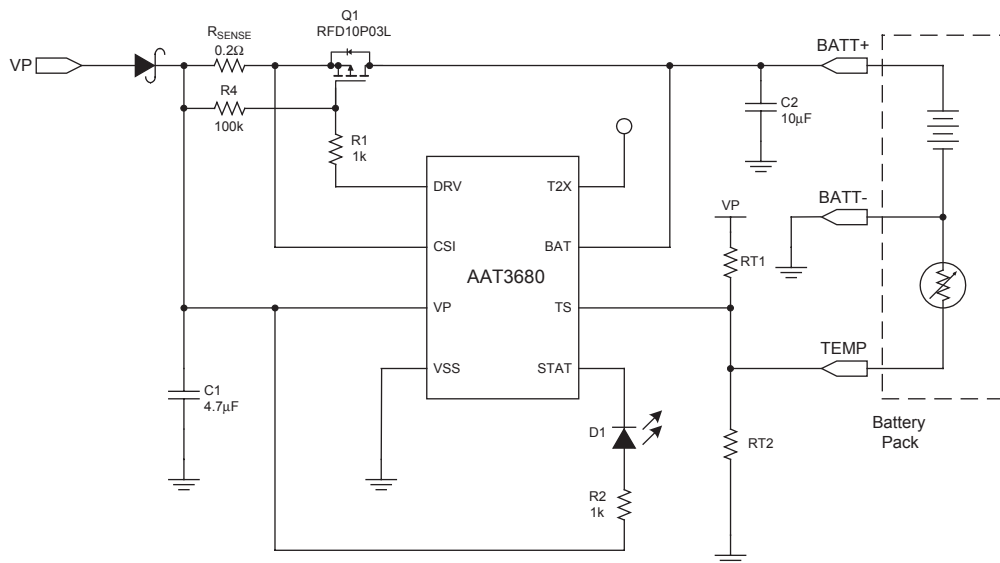 Q1
RFD10P03L
R_SENSE
0.2Ω
VP
BATT+
R4
100k
C2
10μF
R1
1k
DRV
T2X
BATT-
VP
CSI
BAT
RT1
AAT3680
VP
TS
TEMP
VSS
STAT
C1
4.7μF
Battery
Pack
D1
RT2
R2
1k